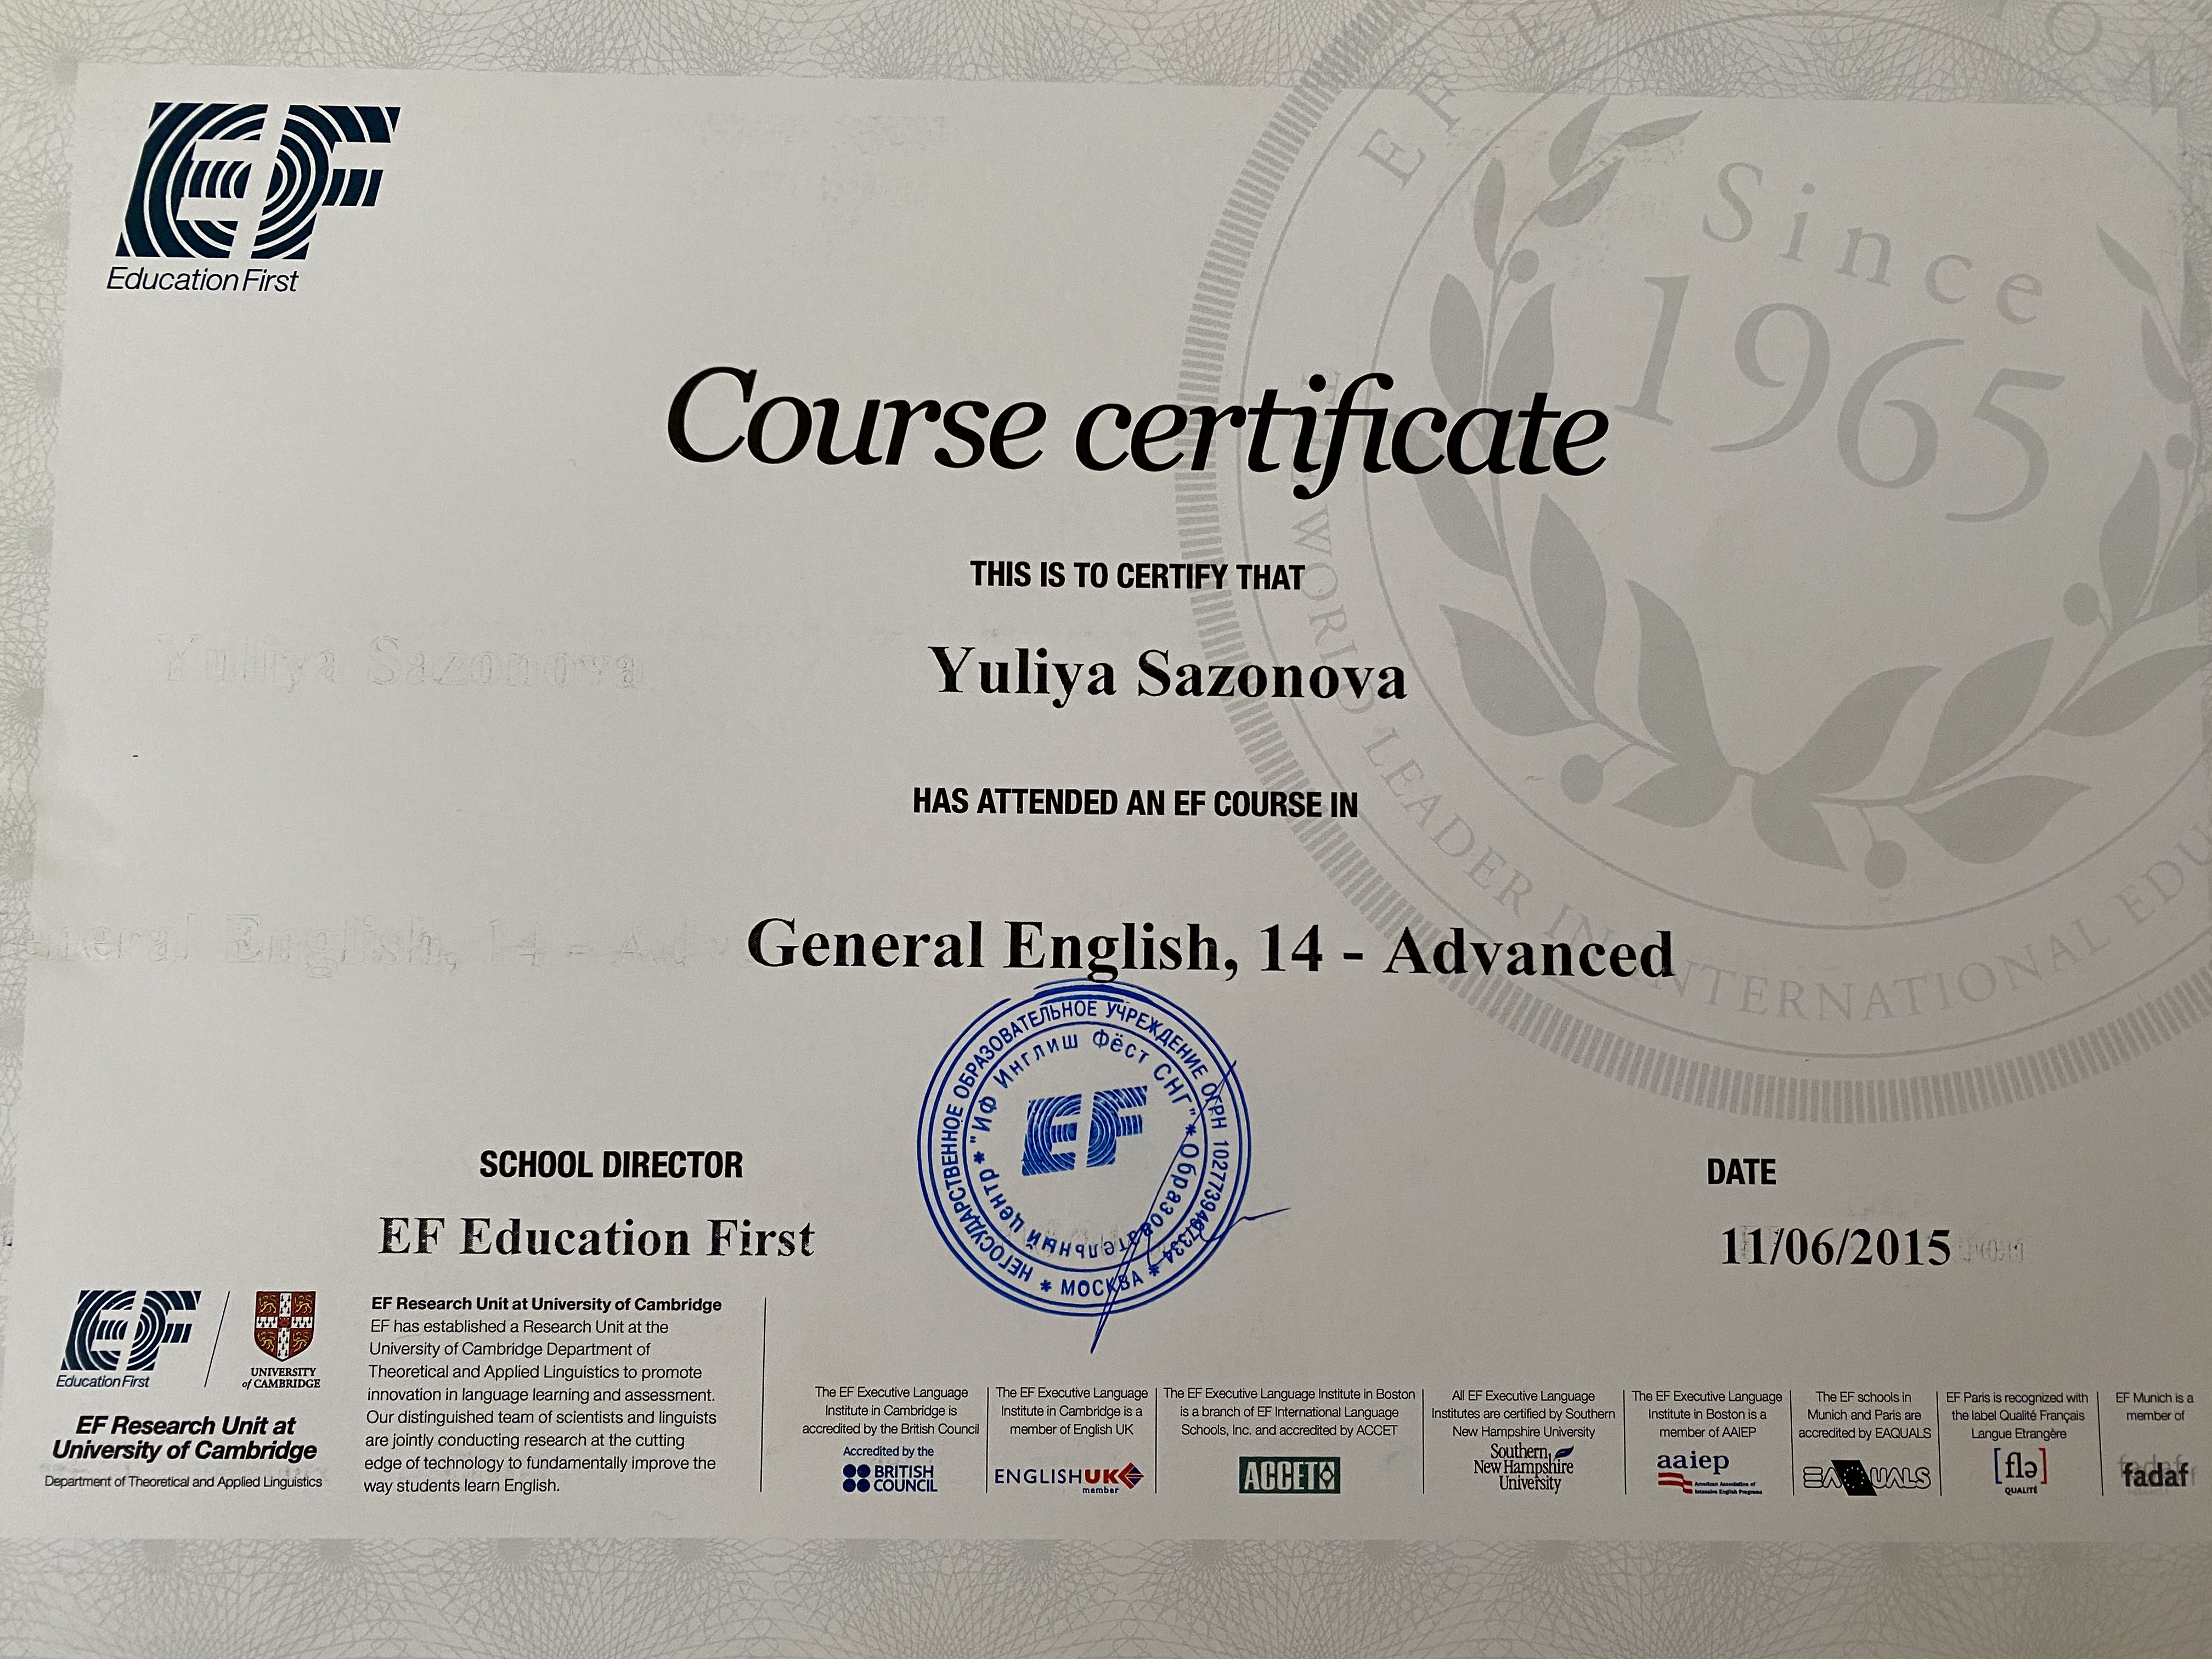 EF
Education First
Since
1965
THE WORLD LEADER IN INTERNATIONAL EDU
Course certificate
THIS IS TO CERTIFY THAT
Yuliya Sazonova
HAS ATTENDED AN EF COURSE IN
General English, 14 - Advanced
НЕГОСУДАРСТВЕННОЕ ОБРАЗОВАТЕЛЬНОЕ УЧРЕЖДЕНИЕ ОГРН
* МОСКВА *
"ИФ Инглиш Фёст СНГ" * Образовательный центр *
EF
SCHOOL DIRECTOR
DATE
EF Education First
11/06/2015
EF
Education First
UNIVERSITY
of CAMBRIDGE
EF Research Unit at
University of Cambridge
Department of Theoretical and Applied Linguistics
EF Research Unit at University of Cambridge
EF has established a Research Unit at the
University of Cambridge Department of
Theoretical and Applied Linguistics to promote
innovation in language learning and assessment.
Our distinguished team of scientists and linguists
are jointly conducting research at the cutting
edge of technology to fundamentally improve the
way students learn English.
The EF Executive Language
Institute in Cambridge is
accredited by the British Council
Accredited by the
BRITISH
COUNCIL
The EF Executive Language
Institute in Cambridge is a
member of English UK
ENGLISHUK
member
The EF Executive Language Institute in Boston
is a branch of EF International Language
Schools, Inc. and accredited by ACCET
ACCET
All EF Executive Language
Institutes are certified by Southern
New Hampshire University
Southern
New Hampshire
University
The EF Executive Language
Institute in Boston is a
member of AAIEP
aaiep
American Association of
Intensive English Programs
The EF schools in
Munich and Paris are
accredited by EAQUALS
EAQUALS
EF Paris is recognized with
the label Qualité Français
Langue Etrangère
[flə]
QUALITÉ
EF Munich is a
member of
fadaf